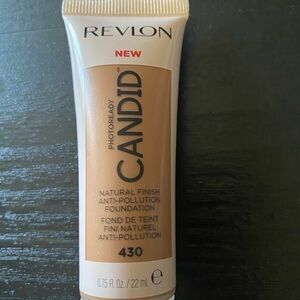 REVLON
NEW
PHOTOREADY
CANDID™
NATURAL FINISH
ANTI-POLLUTION
FOUNDATION
FOND DE TEINT
FINI NATUREL
ANTI-POLLUTION
430
0.75 Fl. Oz. / 22 mL ℮